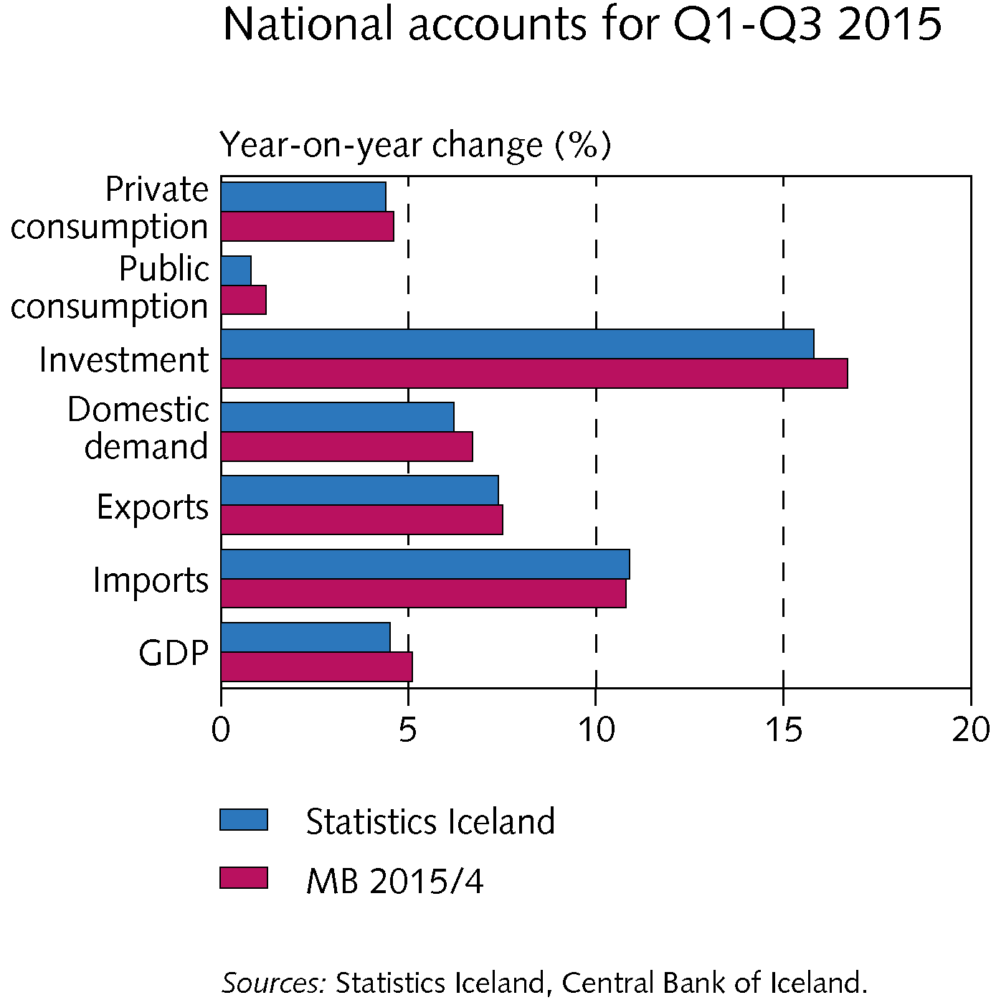 National accounts for Q1-Q3 2015
Year-on-year change (%)
Private
consumption
Public
consumption
Investment
Domestic
demand
Exports
Imports
GDP
0 5 10 15 20
Statistics Iceland
MB 2015/4
Sources: Statistics Iceland, Central Bank of Iceland.